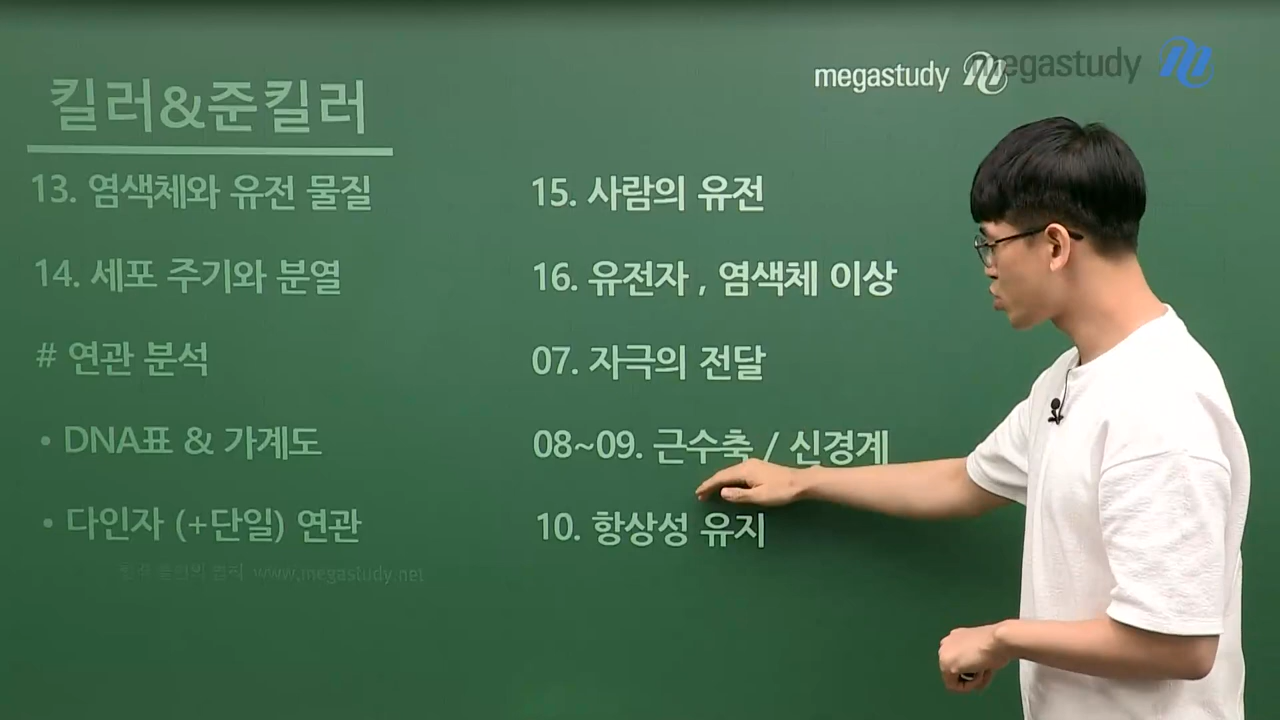 megastudy
megastudy
킬러&준킬러
13. 염색체와 유전 물질
14. 세포 주기와 분열
# 연관 분석
• DNA표 & 가계도
• 다인자 (+단일) 연관
www.megastudy.net
15. 사람의 유전
16. 유전자 , 염색체 이상
07. 자극의 전달
08~09. 근수축 / 신경계
10. 항상성 유지